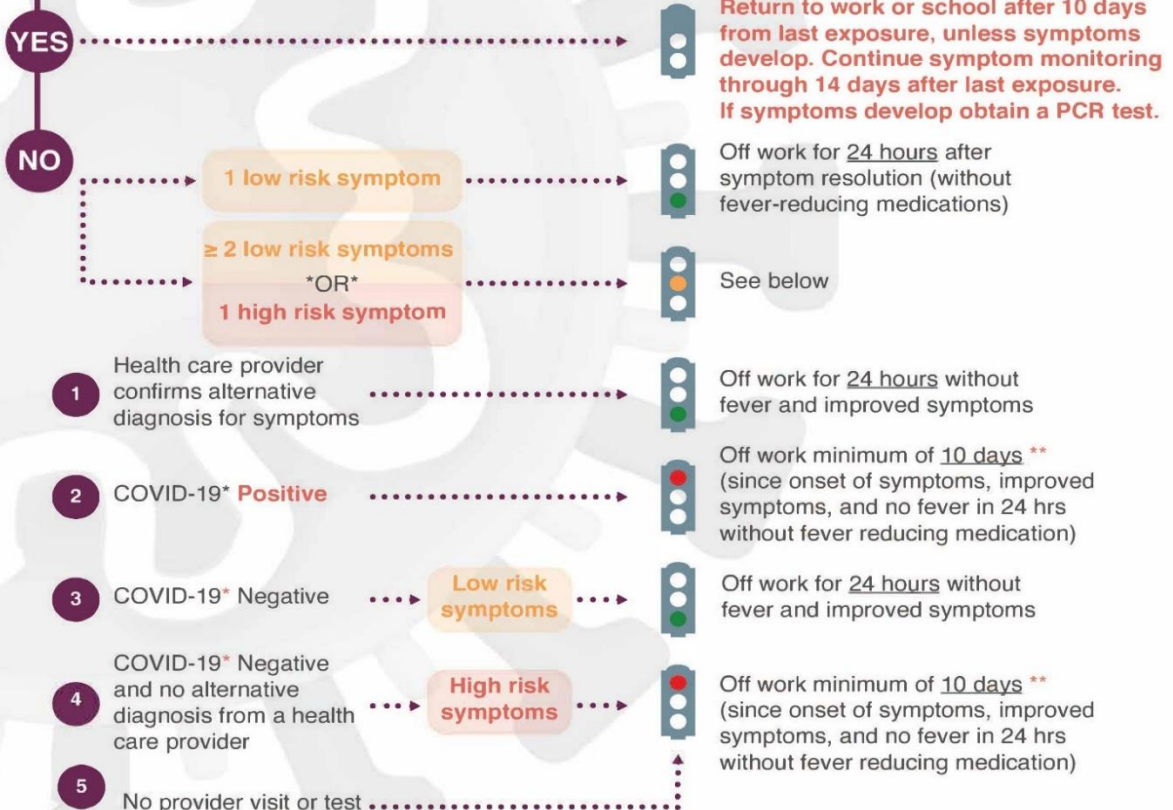 Return to work or school after 10 days
YES
from last exposure, unless symptoms
develop. Continue symptom monitoring
through 14 days after last exposure.
If symptoms develop obtain a PCR test.
NO
1 low risk symptom
Off work for 24 hours after
symptom resolution (without
fever-reducing medications)
≥ 2 low risk symptoms
*OR*
1 high risk symptom
See below
1
Health care provider
confirms alternative
diagnosis for symptoms
Off work for 24 hours without
fever and improved symptoms
2
COVID-19* Positive
Off work minimum of 10 days **
(since onset of symptoms, improved
symptoms, and no fever in 24 hrs
without fever reducing medication)
3
COVID-19* Negative
Low risk
symptoms
Off work for 24 hours without
fever and improved symptoms
4
COVID-19* Negative
and no alternative
diagnosis from a health
care provider
High risk
symptoms
Off work minimum of 10 days **
(since onset of symptoms, improved
symptoms, and no fever in 24 hrs
without fever reducing medication)
5
No provider visit or test